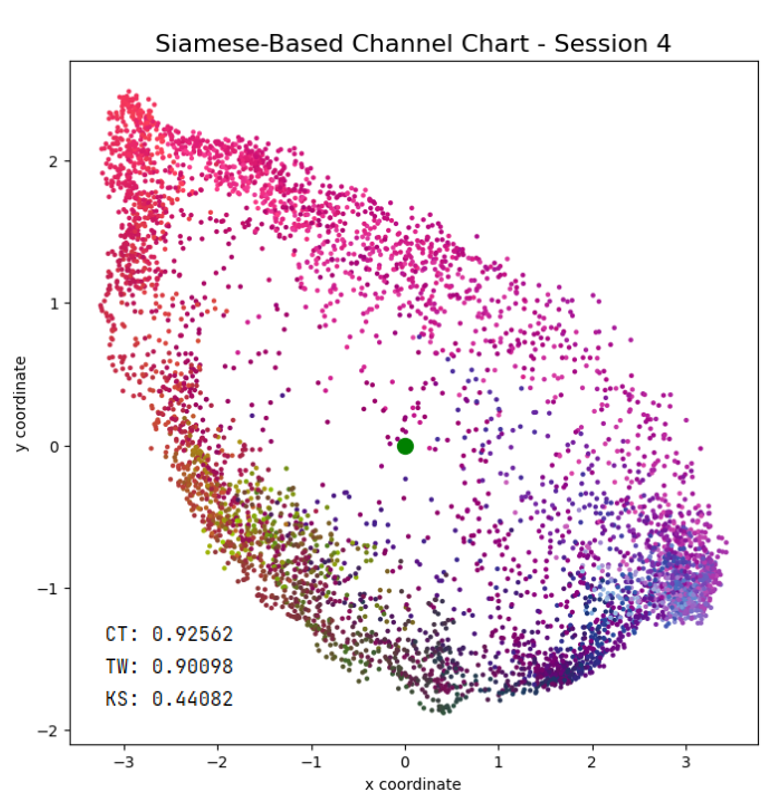 Siamese-Based Channel Chart - Session 4
y coordinate
2
1
0
−1
−2
CT: 0.92562
TW: 0.90098
KS: 0.44082
−3 −2 −1 0 1 2 3
x coordinate